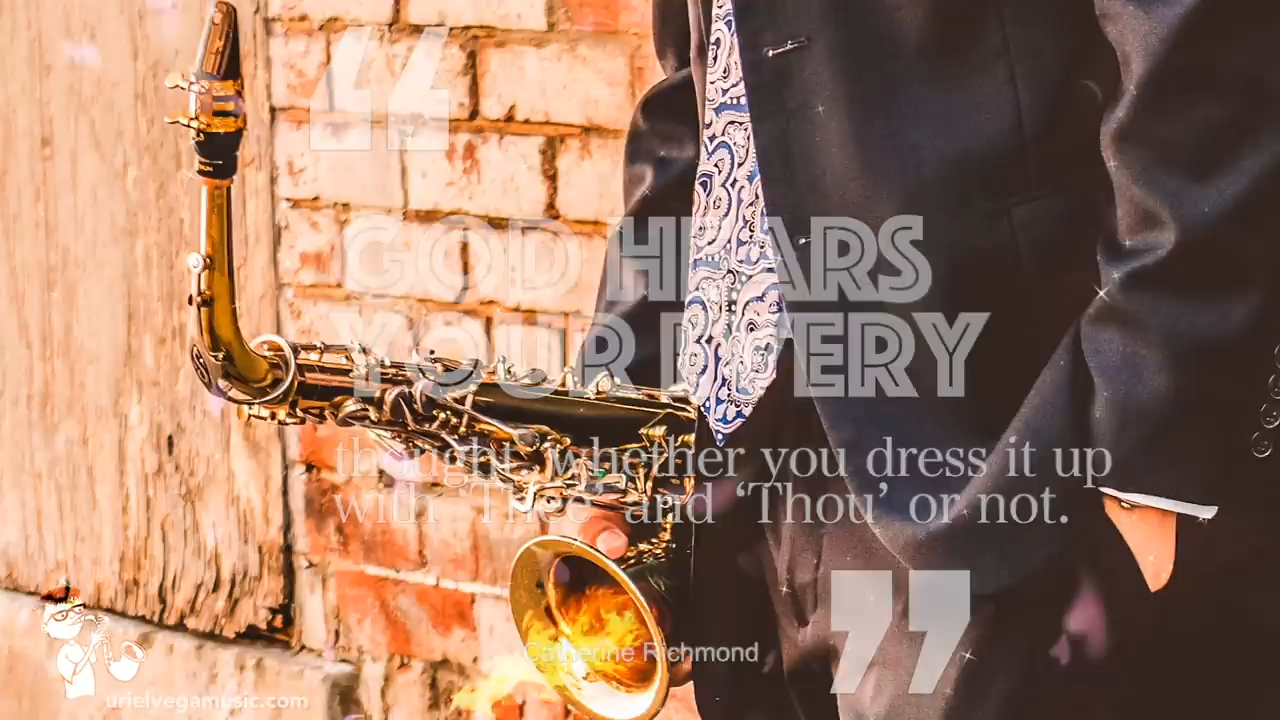 “
GOD HEARS
YOUR EVERY
thought, whether you dress it up
with ‘Thee’ and ‘Thou’ or not.
”
Catherine Richmond
urielvegamusic.com